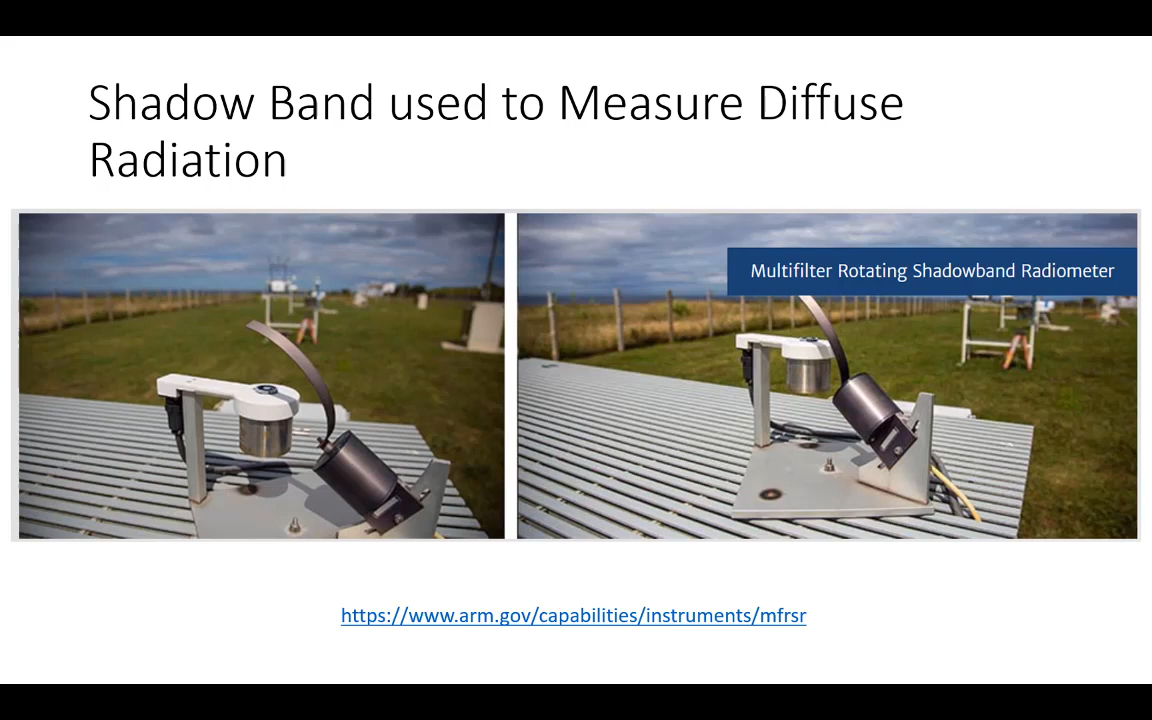 Shadow Band used to Measure Diffuse
Radiation
Multifilter Rotating Shadowband Radiometer
https://www.arm.gov/capabilities/instruments/mfrsr